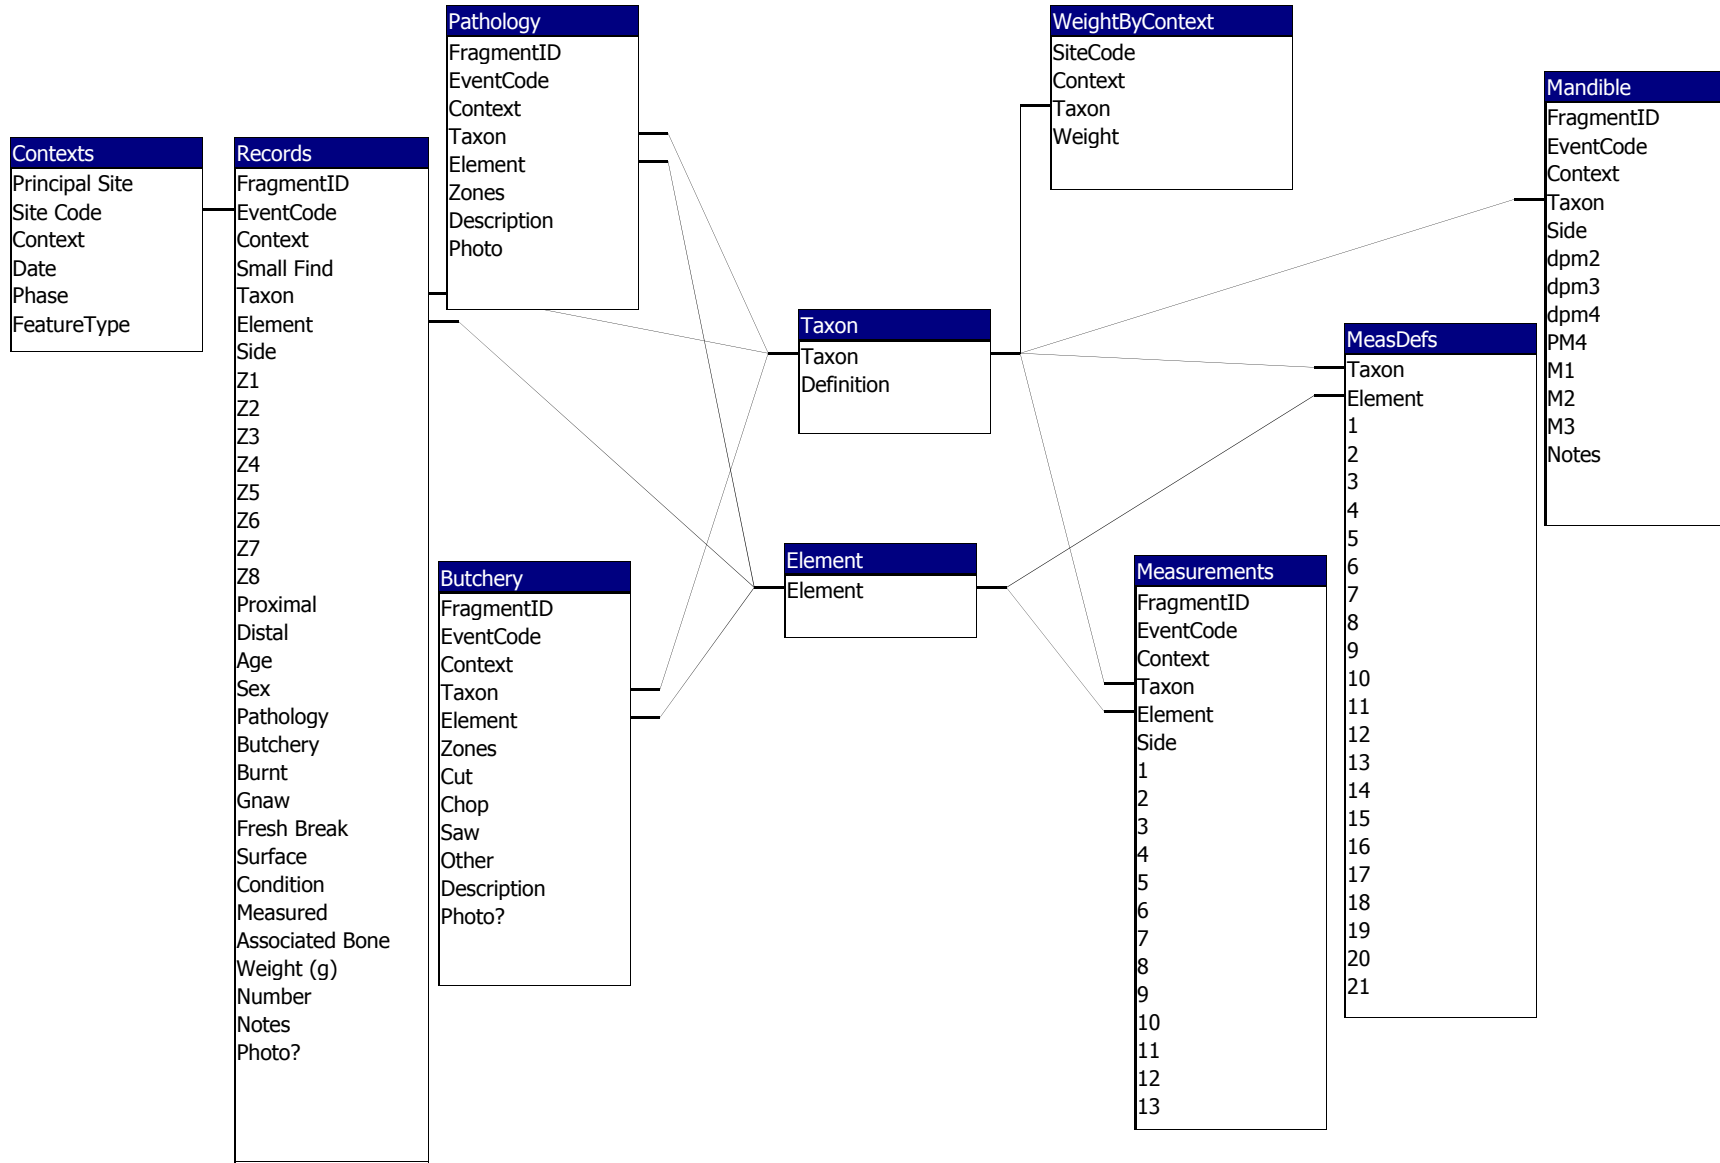 Contexts
Principal Site
Site Code
Context
Date
Phase
FeatureType
Records
FragmentID
EventCode
Context
Small Find
Taxon
Element
Side
Z1
Z2
Z3
Z4
Z5
Z6
Z7
Z8
Proximal
Distal
Age
Sex
Pathology
Butchery
Burnt
Gnaw
Fresh Break
Surface
Condition
Measured
Associated Bone
Weight (g)
Number
Notes
Photo?
Pathology
FragmentID
EventCode
Context
Taxon
Element
Zones
Description
Photo
Butchery
FragmentID
EventCode
Context
Taxon
Element
Zones
Cut
Chop
Saw
Other
Description
Photo?
Taxon
Taxon
Definition
Element
Element
WeightByContext
SiteCode
Context
Taxon
Weight
Measurements
FragmentID
EventCode
Context
Taxon
Element
Side
1
2
3
4
5
6
7
8
9
10
11
12
13
MeasDefs
Taxon
Element
1
2
3
4
5
6
7
8
9
10
11
12
13
14
15
16
17
18
19
20
21
Mandible
FragmentID
EventCode
Context
Taxon
Side
dpm2
dpm3
dpm4
PM4
M1
M2
M3
Notes